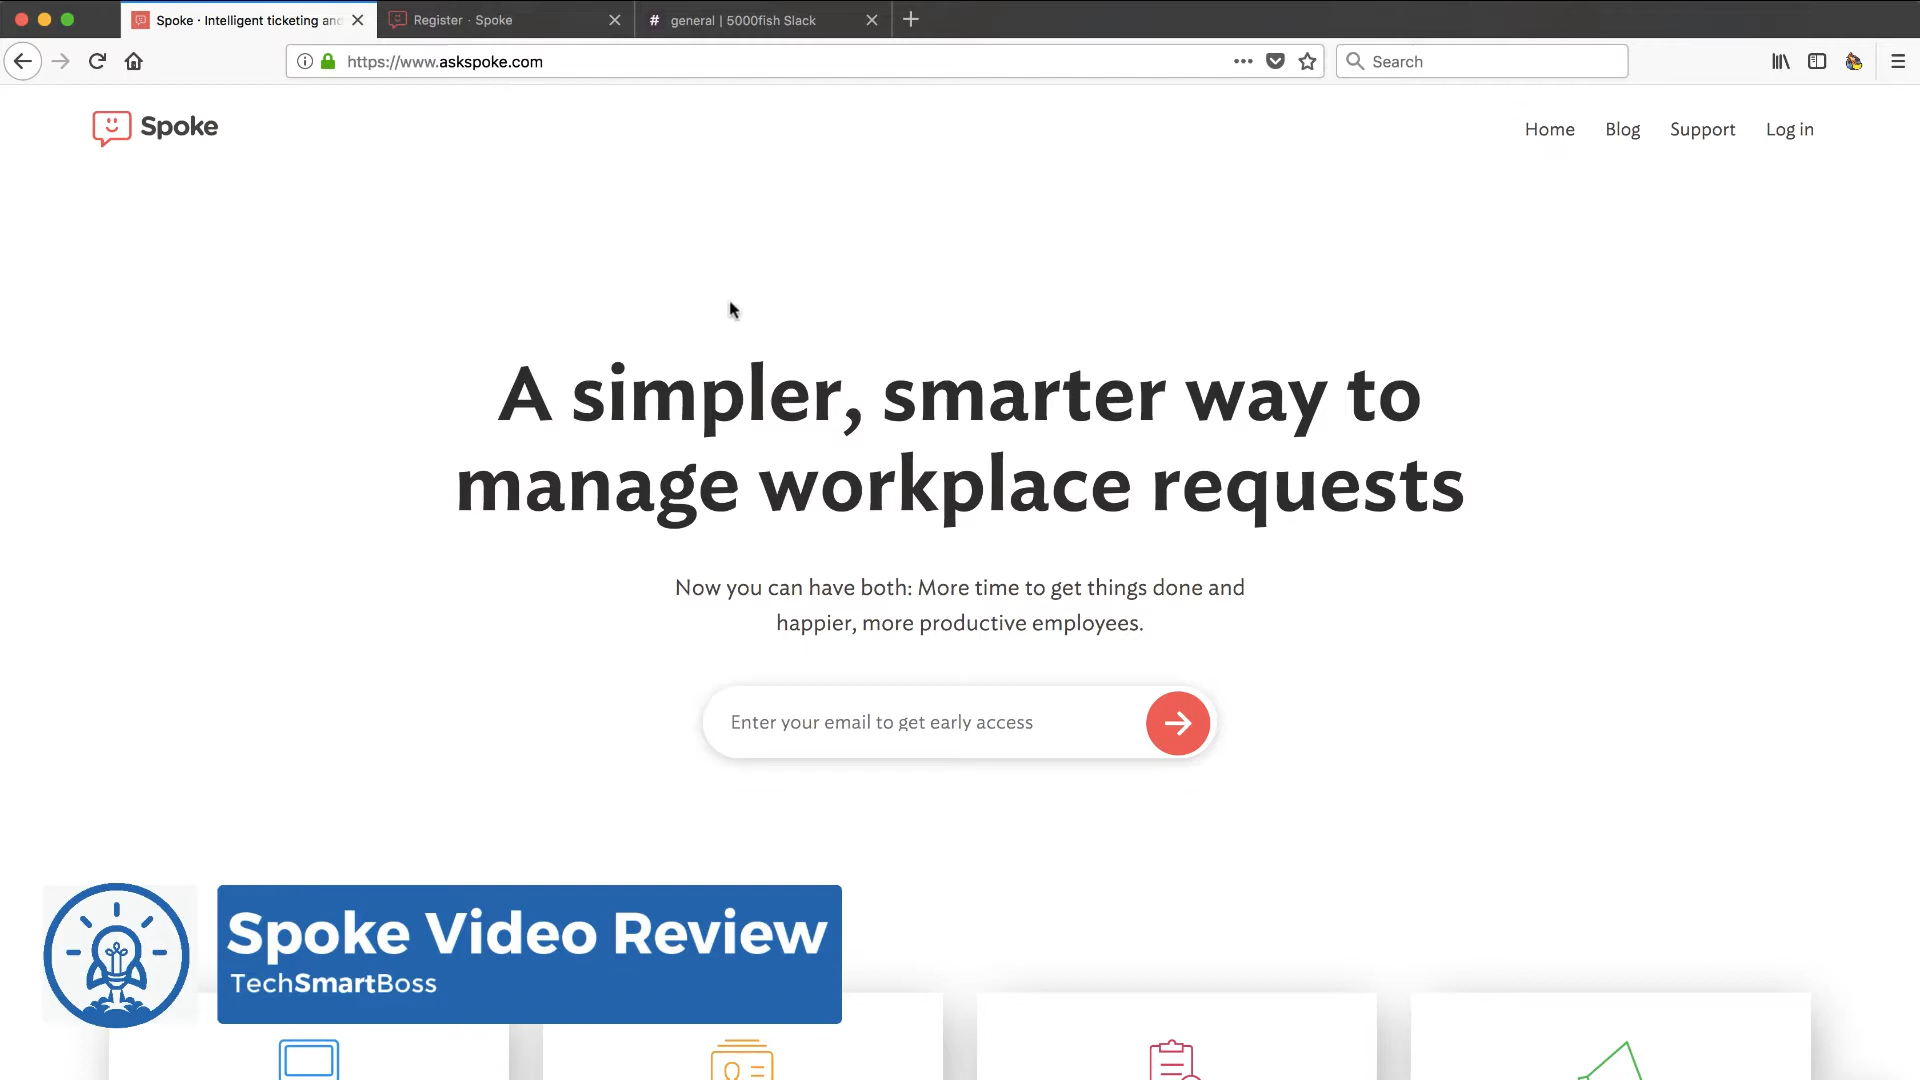 Spoke · Intelligent ticketing and
Register · Spoke
# general | 5000fish Slack
https://www.askspoke.com
Search
Spoke
Home
Blog
Support
Log in
A simpler, smarter way to
manage workplace requests
Now you can have both: More time to get things done and
happier, more productive employees.
Enter your email to get early access
Spoke Video Review
TechSmartBoss